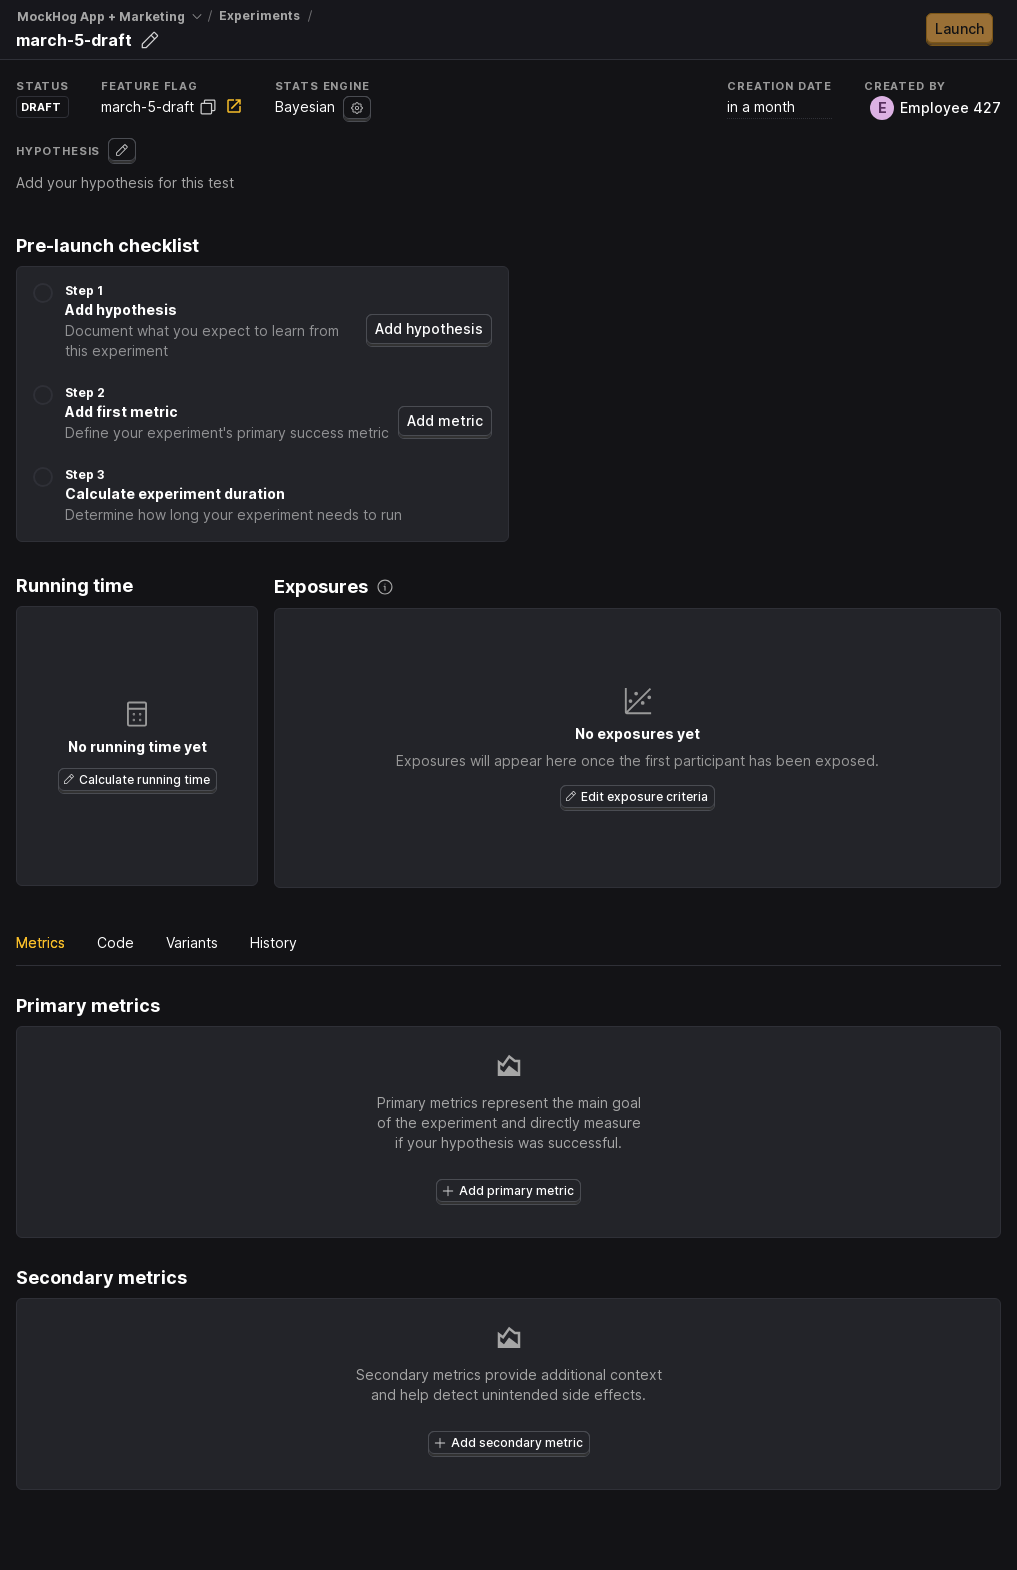 MockHog App + Marketing / Experiments /
march-5-draft
Launch
STATUS
DRAFT
FEATURE FLAG
march-5-draft
STATS ENGINE
Bayesian
CREATION DATE
in a month
CREATED BY
E Employee 427
HYPOTHESIS
Add your hypothesis for this test
Pre-launch checklist
Step 1
Add hypothesis
Document what you expect to learn from
this experiment
Add hypothesis
Step 2
Add first metric
Define your experiment's primary success metric
Add metric
Step 3
Calculate experiment duration
Determine how long your experiment needs to run
Running time
No running time yet
Calculate running time
Exposures
No exposures yet
Exposures will appear here once the first participant has been exposed.
Edit exposure criteria
Metrics Code Variants History
Primary metrics
Primary metrics represent the main goal
of the experiment and directly measure
if your hypothesis was successful.
Add primary metric
Secondary metrics
Secondary metrics provide additional context
and help detect unintended side effects.
Add secondary metric